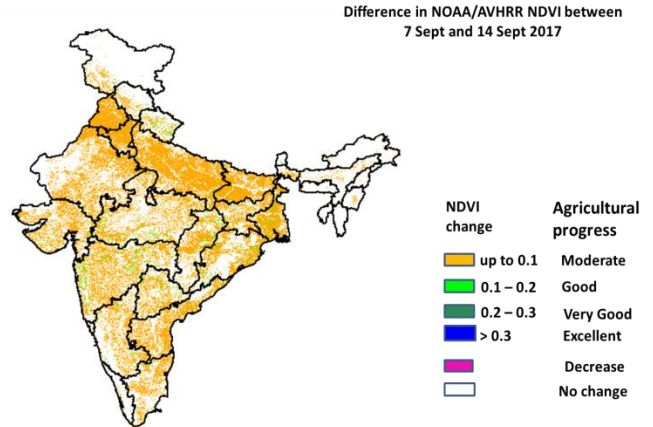 Difference in NOAA/AVHRR NDVI between
7 Sept and 14 Sept 2017
NDVI change
Agricultural progress
up to 0.1 Moderate
0.1 – 0.2 Good
0.2 – 0.3 Very Good
> 0.3 Excellent
Decrease
No change